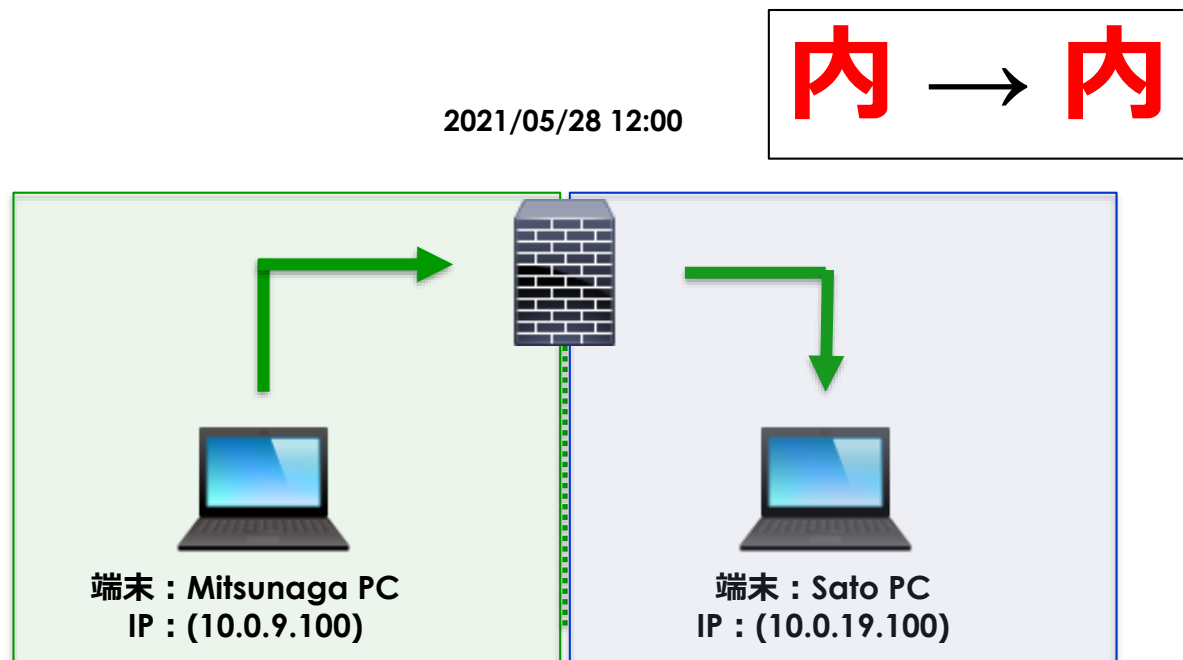 内 → 内
2021/05/28 12:00
端末：Mitsunaga PC
IP：(10.0.9.100)
端末：Sato PC
IP：(10.0.19.100)